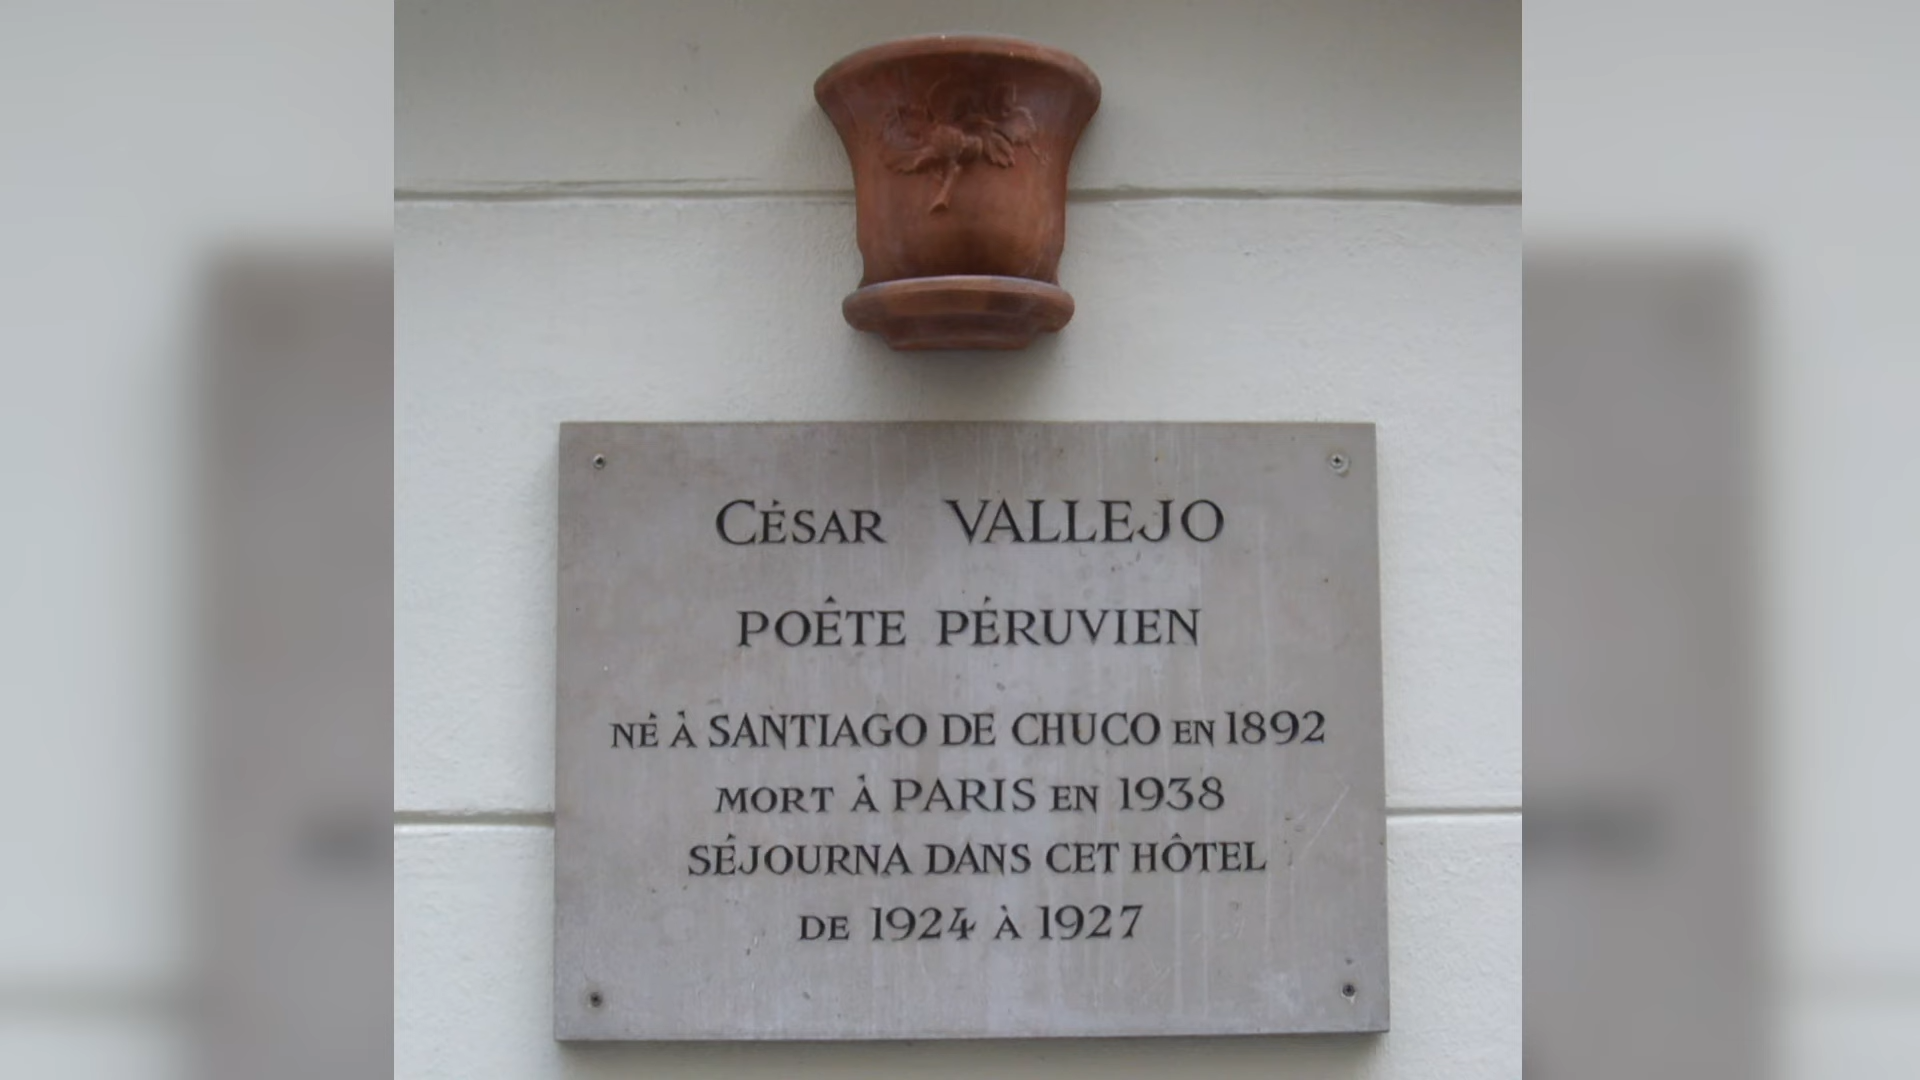 CÉSAR VALLEJO
POÊTE PÉRUVIEN
NÉ À SANTIAGO DE CHUCO EN 1892
MORT À PARIS EN 1938
SÉJOURNA DANS CET HÔTEL
DE 1924 À 1927